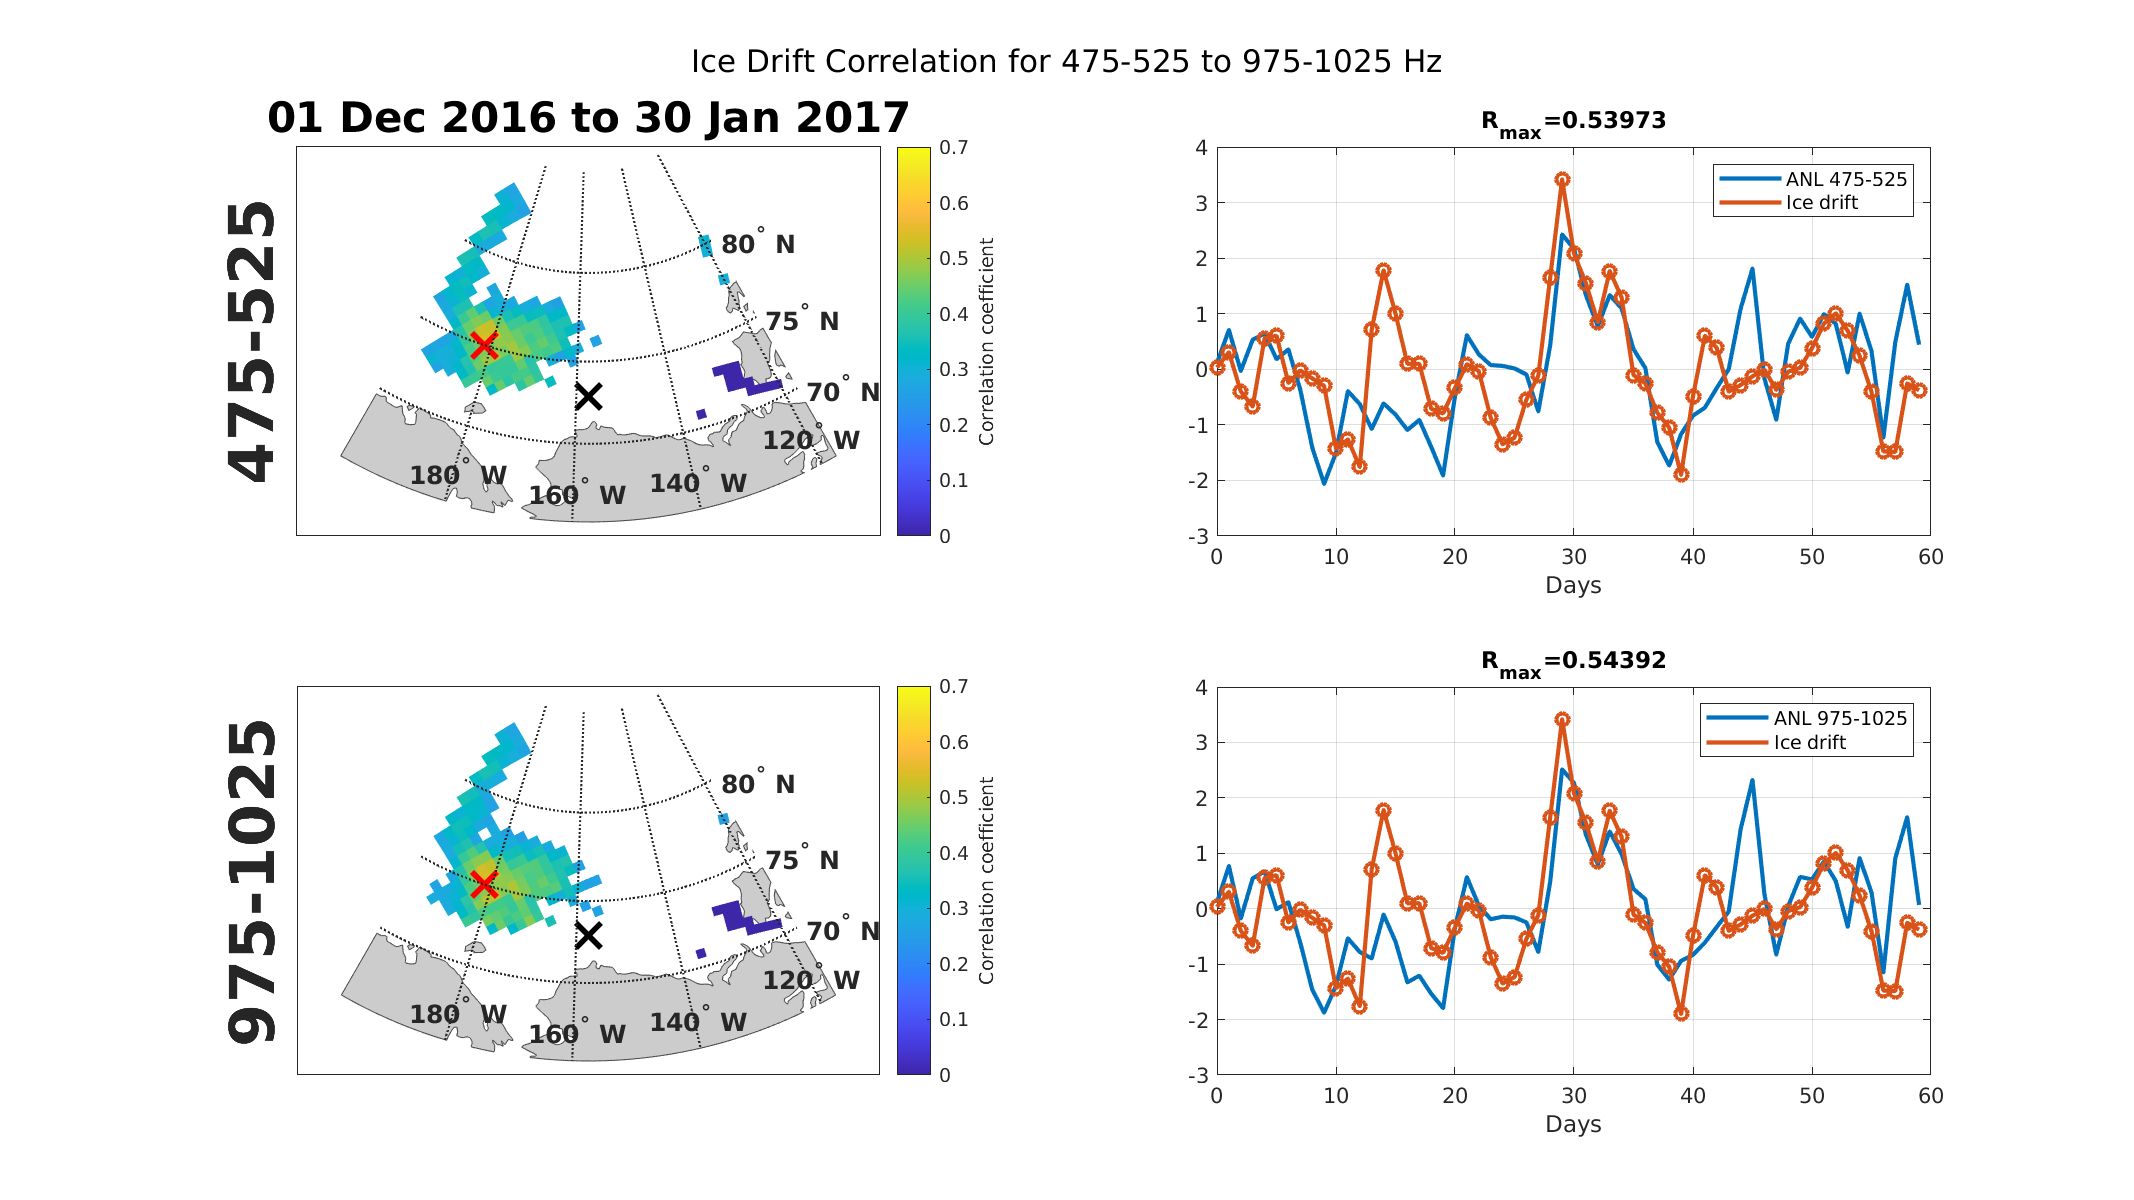 Ice Drift Correlation for 475-525 to 975-1025 Hz
01 Dec 2016 to 30 Jan 2017
475-525
80° N
75° N
70° N
120° W
180° W
160° W
140° W
0.7
0.6
0.5
0.4
0.3
0.2
0.1
0
Correlation coefficient
Rmax=0.53973
4
3
2
1
0
-1
-2
-3
ANL 475-525
Ice drift
0 10 20 30 40 50 60
Days
975-1025
80° N
75° N
70° N
120° W
180° W
160° W
140° W
0.7
0.6
0.5
0.4
0.3
0.2
0.1
0
Correlation coefficient
Rmax=0.54392
4
3
2
1
0
-1
-2
-3
ANL 975-1025
Ice drift
0 10 20 30 40 50 60
Days